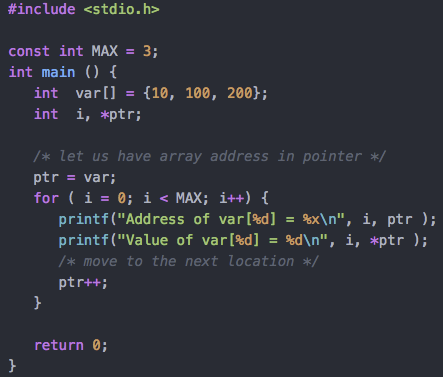 #include <stdio.h>

const int MAX = 3;
int main () {
   int  var[] = {10, 100, 200};
   int  i, *ptr;

   /* let us have array address in pointer */
   ptr = var;
   for ( i = 0; i < MAX; i++) {
      printf("Address of var[%d] = %x\n", i, ptr );
      printf("Value of var[%d] = %d\n", i, *ptr );
      /* move to the next location */
      ptr++;
   }

   return 0;
}